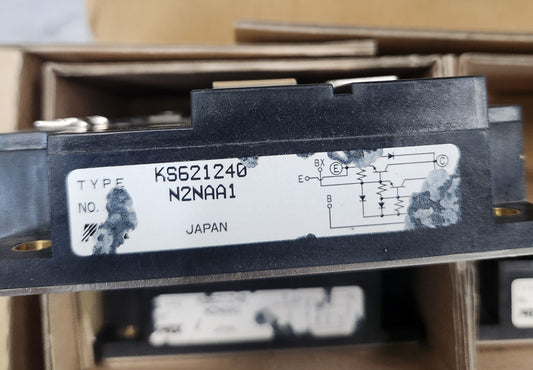 TYPE KS621240
NO. N2NAA1
JAPAN
BX
E
C
E
B